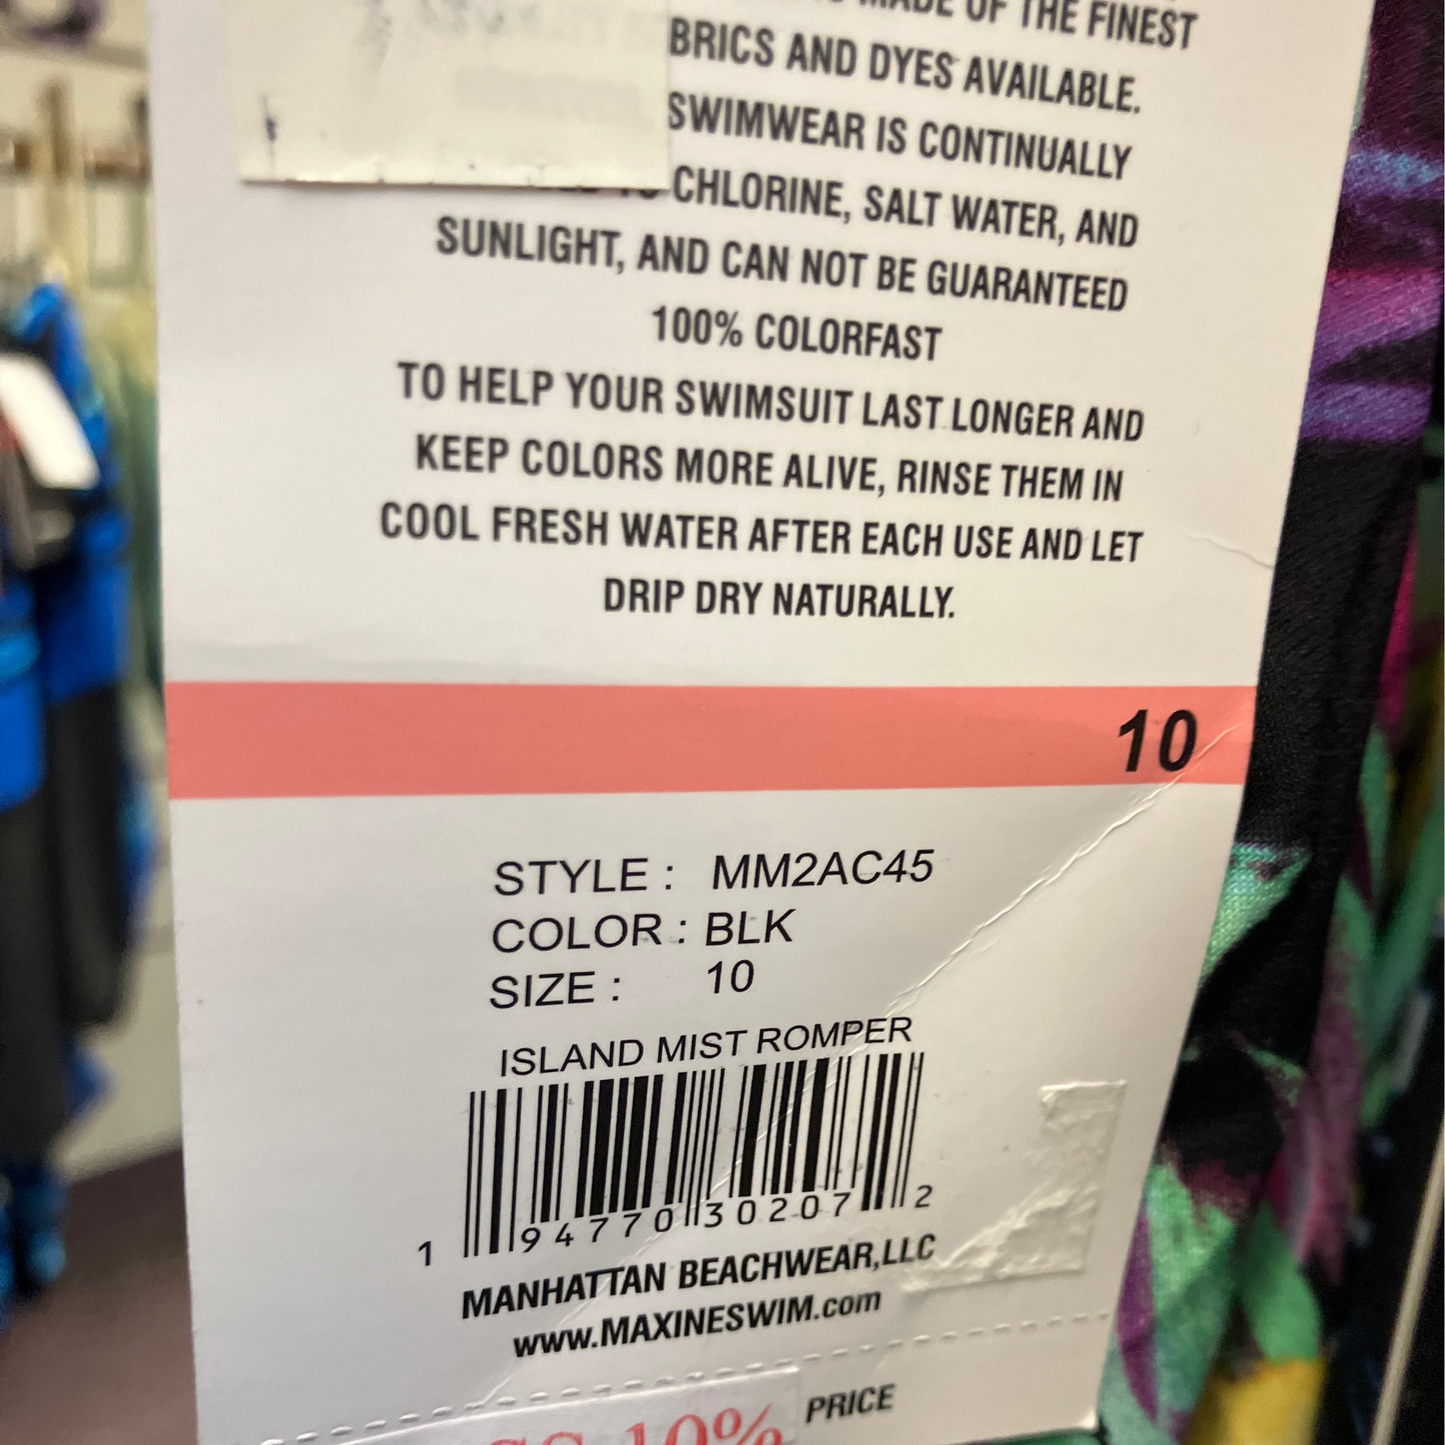 MADE OF THE FINEST
BRICS AND DYES AVAILABLE.
SWIMWEAR IS CONTINUALLY
CHLORINE, SALT WATER, AND
SUNLIGHT, AND CAN NOT BE GUARANTEED
100% COLORFAST
TO HELP YOUR SWIMSUIT LAST LONGER AND
KEEP COLORS MORE ALIVE, RINSE THEM IN
COOL FRESH WATER AFTER EACH USE AND LET
DRIP DRY NATURALLY.
10
STYLE : MM2AC45
COLOR : BLK
SIZE : 10
ISLAND MIST ROMPER
1 94770 30207 2
MANHATTAN BEACHWEAR,LLC
www.MAXINESWIM.com
PRICE
10%